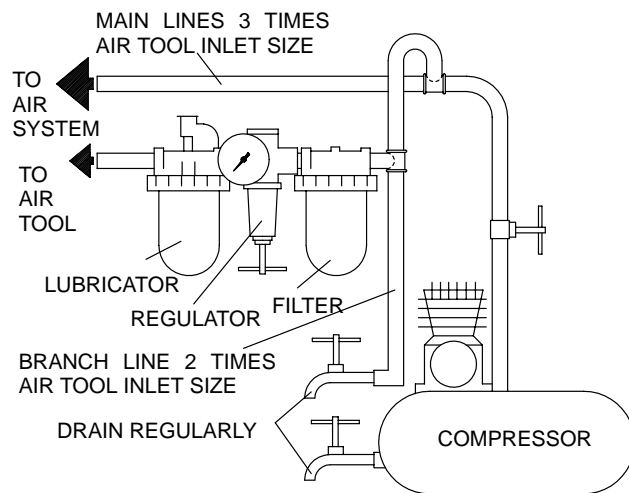 MAIN LINES 3 TIMES
AIR TOOL INLET SIZE
TO
AIR
SYSTEM
TO
AIR
TOOL
LUBRICATOR
REGULATOR
FILTER
BRANCH LINE 2 TIMES
AIR TOOL INLET SIZE
DRAIN REGULARLY
COMPRESSOR